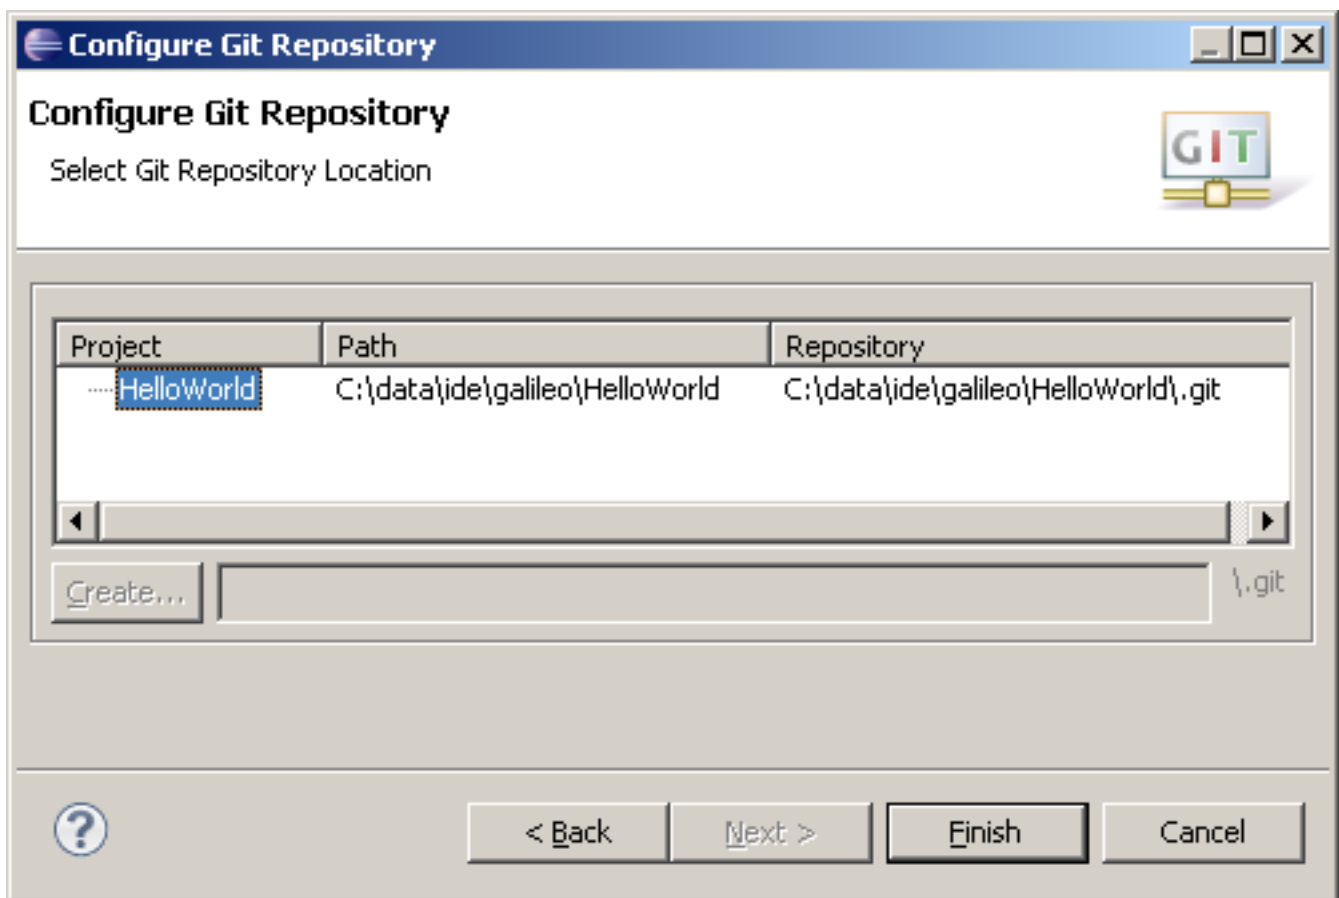 Configure Git Repository
Configure Git Repository
Select Git Repository Location
GIT
Project Path Repository
HelloWorld C:\data\ide\galileo\HelloWorld C:\data\ide\galileo\HelloWorld\.git
Create... \.git
?
< Back Next > Finish Cancel